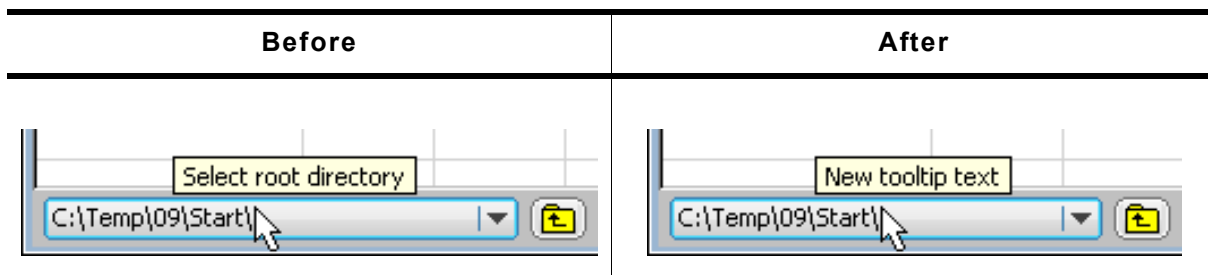 Before
After
Select root directory
C:\Temp\09\Start\
New tooltip text
C:\Temp\09\Start\